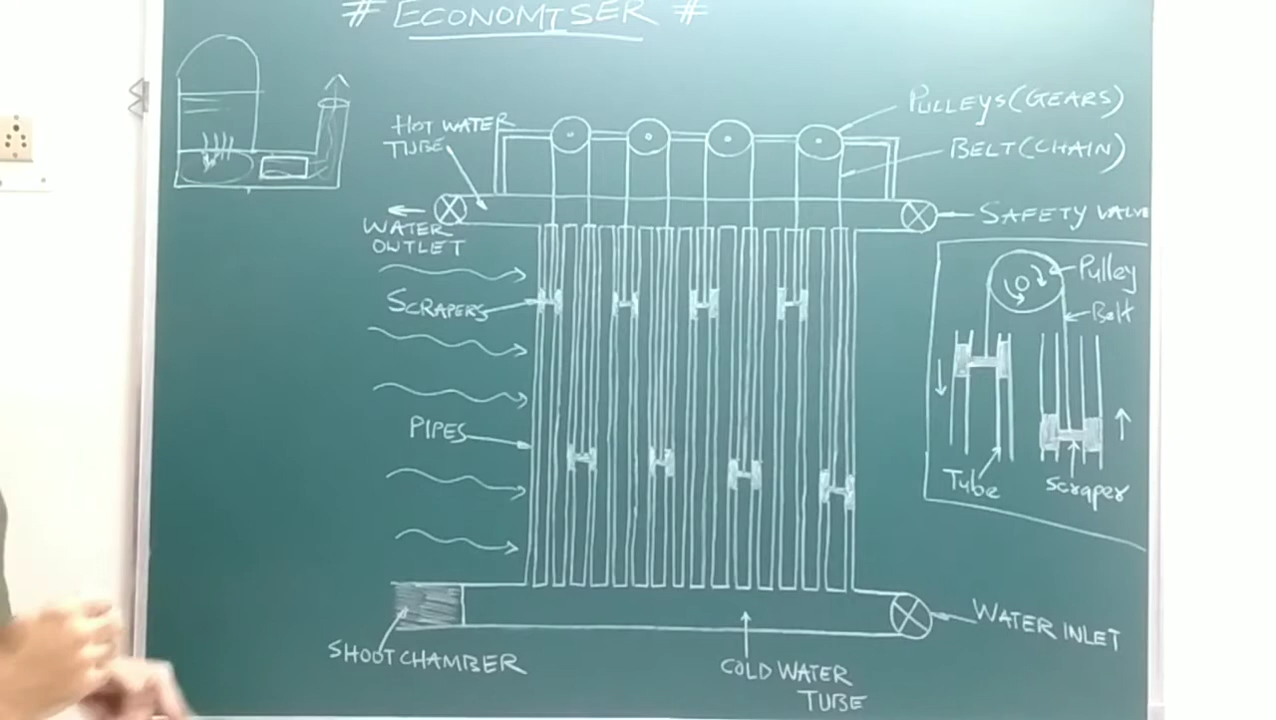 # ECONOMISER #
PULLEYS (GEARS)
HOT WATER
TUBE
BELT (CHAIN)
SAFETY VALVE
WATER
OUTLET
SCRAPERS
Pulley
Belt
PIPES
Tube
Scraper
WATER INLET
SHOOT CHAMBER
COLD WATER
TUBE